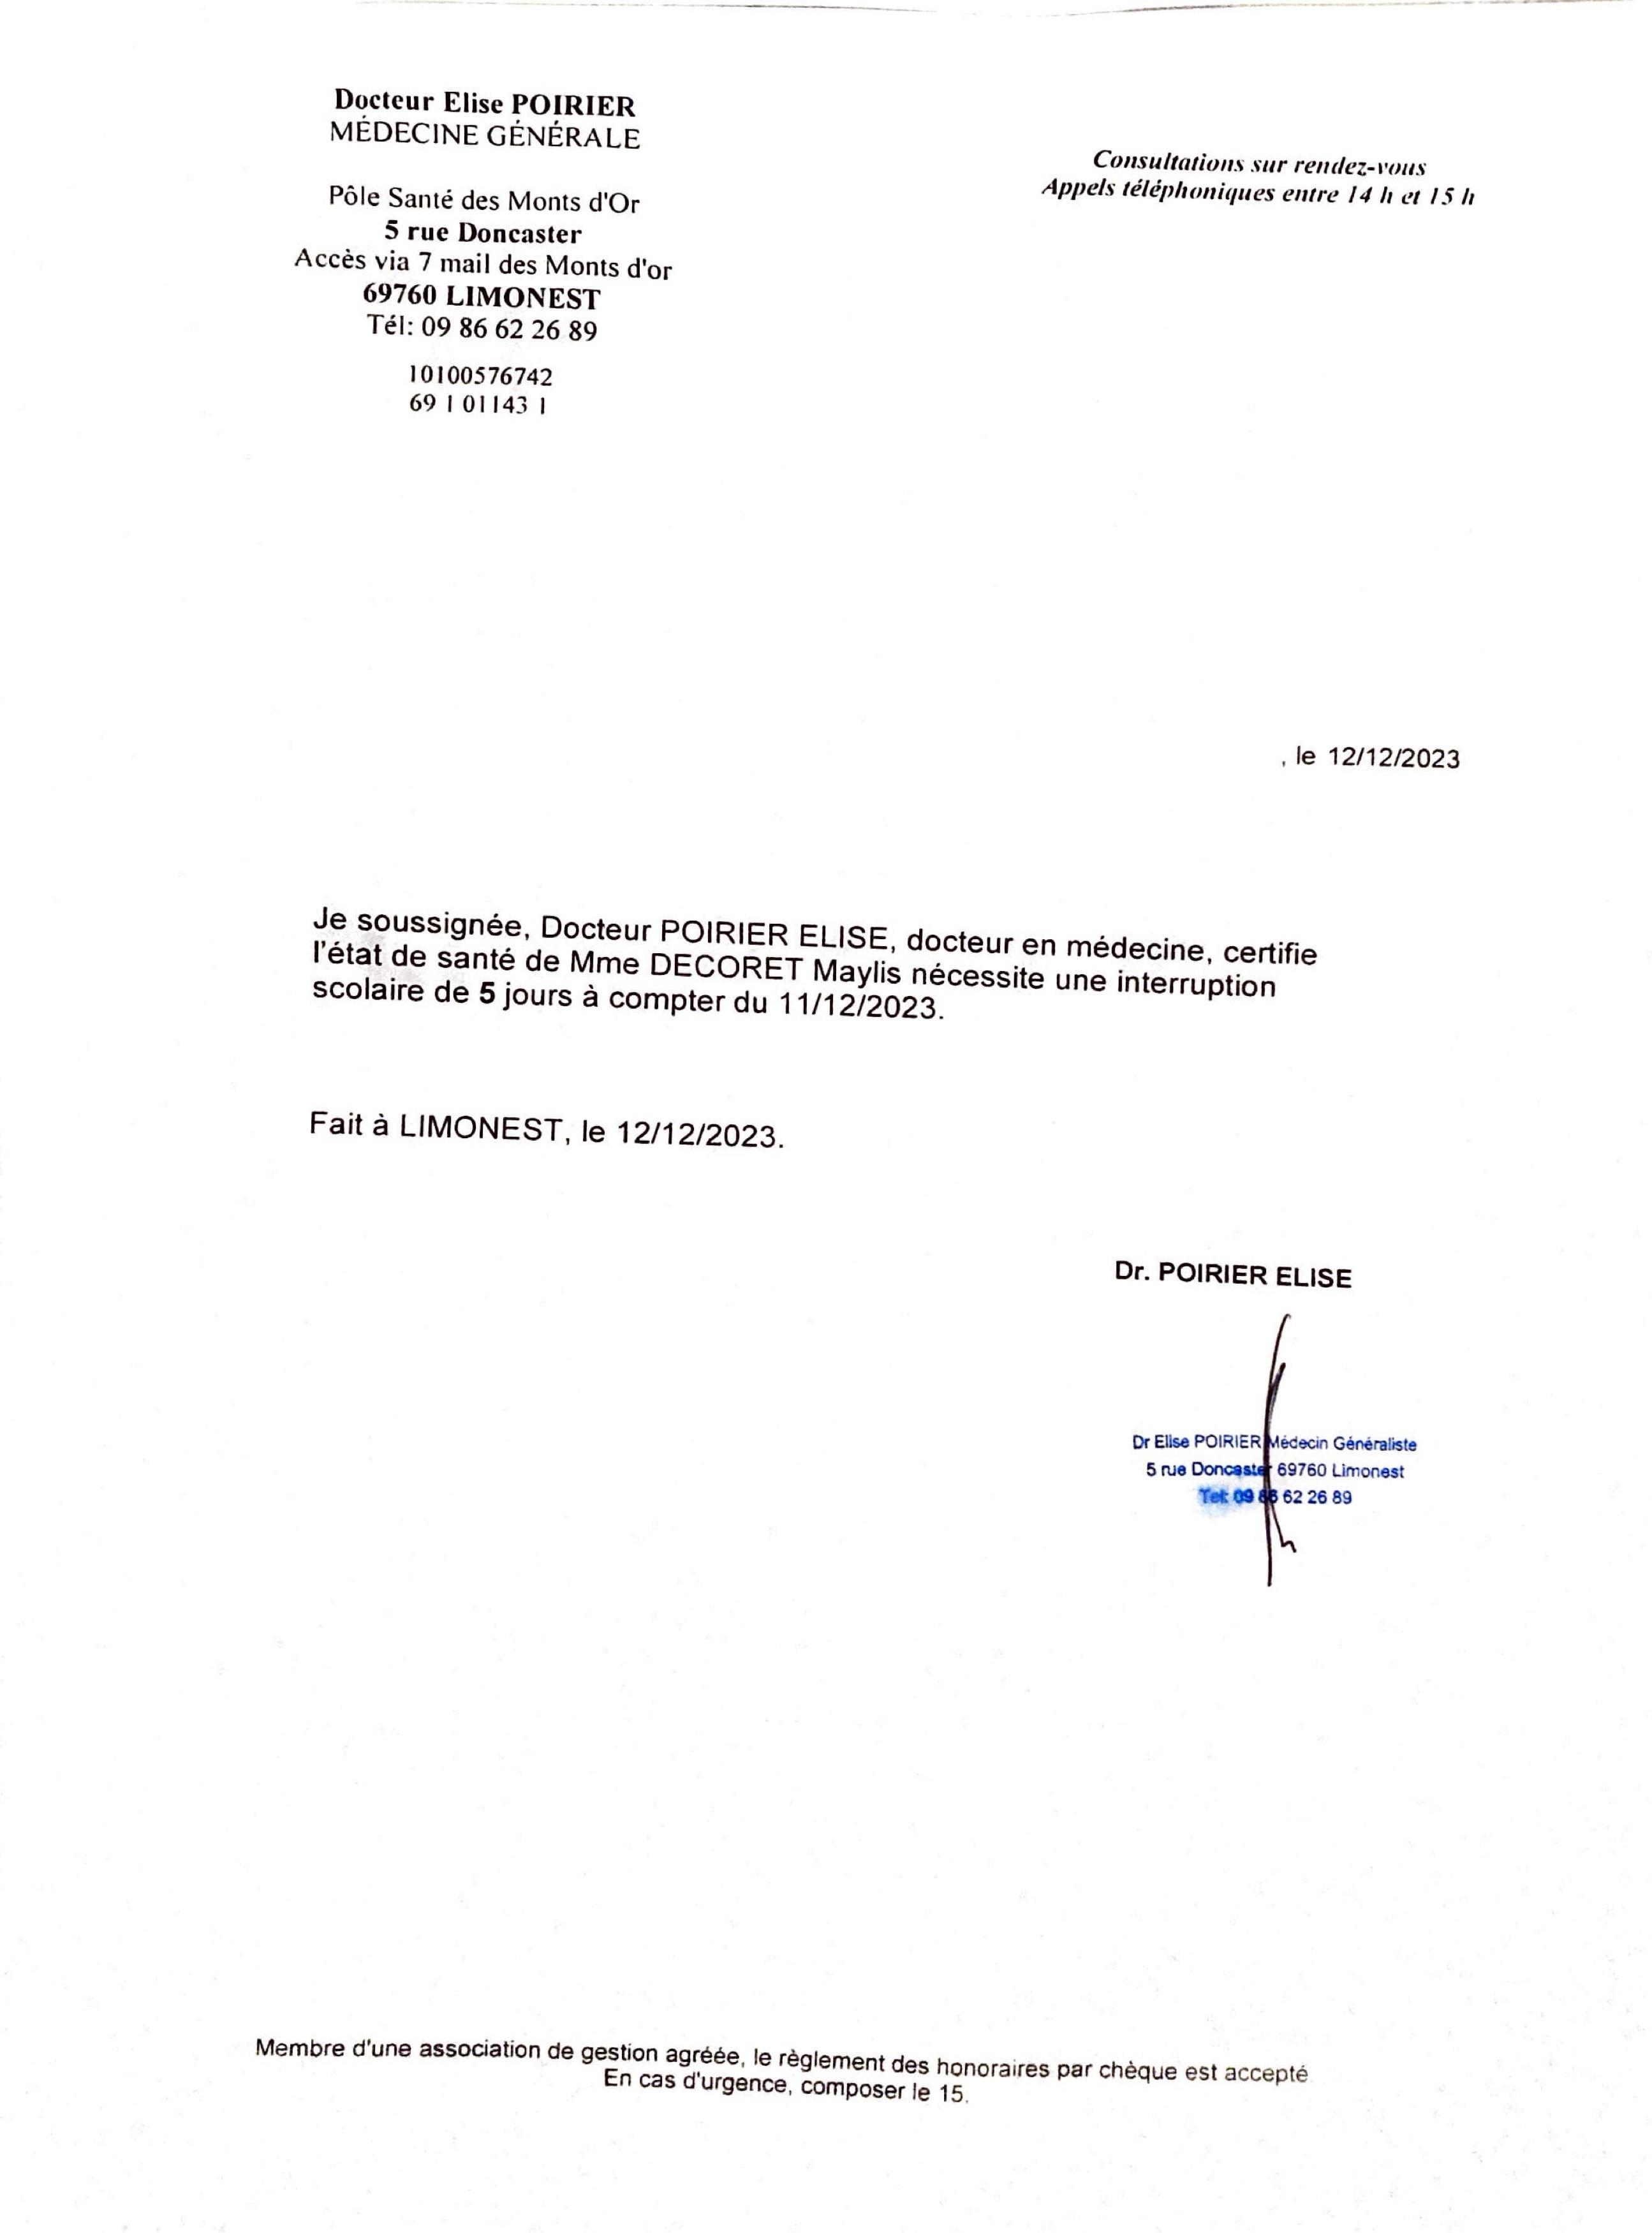 Docteur Elise POIRIER
MÉDECINE GÉNÉRALE
Consultations sur rendez-vous
Appels téléphoniques entre 14 h et 15 h
Pôle Santé des Monts d'Or
5 rue Doncaster
Accès via 7 mail des Monts d'or
69760 LIMONEST
Tél: 09 86 62 26 89
10100576742
69 1 01143 1
, le 12/12/2023
Je soussignée, Docteur POIRIER ELISE, docteur en médecine, certifie
l'état de santé de Mme DECORET Maylis nécessite une interruption
scolaire de 5 jours à compter du 11/12/2023.
Fait à LIMONEST, le 12/12/2023.
Dr. POIRIER ELISE
Dr Elise POIRIER Médecin Généraliste
5 rue Doncaster 69760 Limonest
Tel: 09 86 62 26 89
Membre d'une association de gestion agréée, le règlement des honoraires par chèque est accepté
En cas d'urgence, composer le 15.